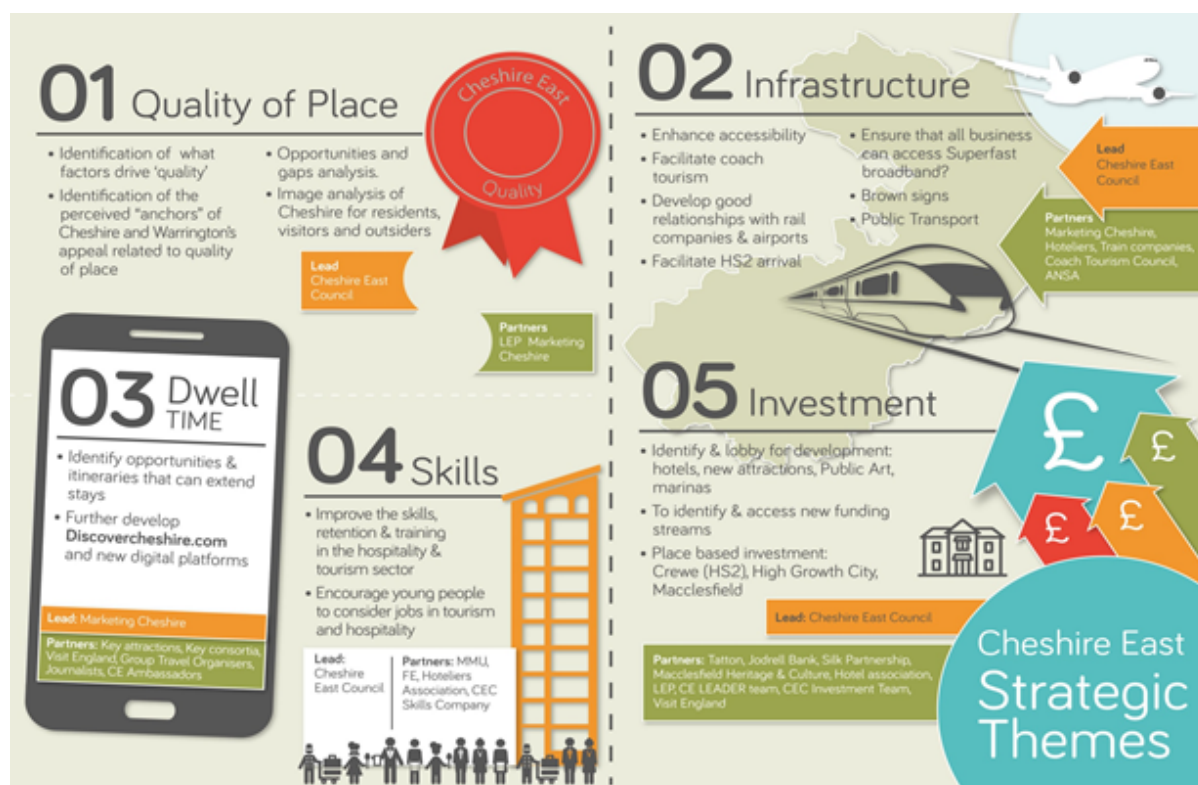 01 Quality of Place
• Identification of what
factors drive ‘quality’
• Identification of the
perceived “anchors” of
Cheshire and Warrington's
appeal related to quality
of place
• Opportunities and
gaps analysis.
• Image analysis of
Cheshire for residents,
visitors and outsiders
Cheshire East
Quality
Lead
Cheshire East
Council
Partners
LEP Marketing
Cheshire
02 Infrastructure
• Enhance accessibility
• Facilitate coach
tourism
• Develop good
relationships with rail
companies & airports
• Facilitate HS2 arrival
• Ensure that all business
can access Superfast
broadband?
• Brown signs
• Public Transport
Lead
Cheshire East
Council
Partners
Marketing Cheshire,
Hoteliers, Train companies,
Coach Tourism Council,
ANSA
03 Dwell
TIME
• Identify opportunities &
itineraries that can extend
stays
• Further develop
Discovercheshire.com
and new digital platforms
Lead: Marketing Cheshire
Partners: Key attractions, Key consortia,
Visit England, Group Travel Organisers,
Journalists, CE Ambassadors
04 Skills
• Improve the skills,
retention & training
in the hospitality &
tourism sector
• Encourage young people
to consider jobs in tourism
and hospitality
Lead:
Cheshire
East Council
Partners: MMU,
FE, Hoteliers
Association, CEC
Skills Company
05 Investment
• Identify & lobby for development:
hotels, new attractions, Public Art,
marinas
• To identify & access new funding
streams
• Place based investment:
Crewe (HS2), High Growth City,
Macclesfield
Lead: Cheshire East Council
Partners: Tatton, Jodrell Bank, Silk Partnership,
Macclesfield Heritage & Culture, Hotel association,
LEP, CE LEADER team, CEC Investment Team,
Visit England
£
£
£
£
Cheshire East
Strategic
Themes